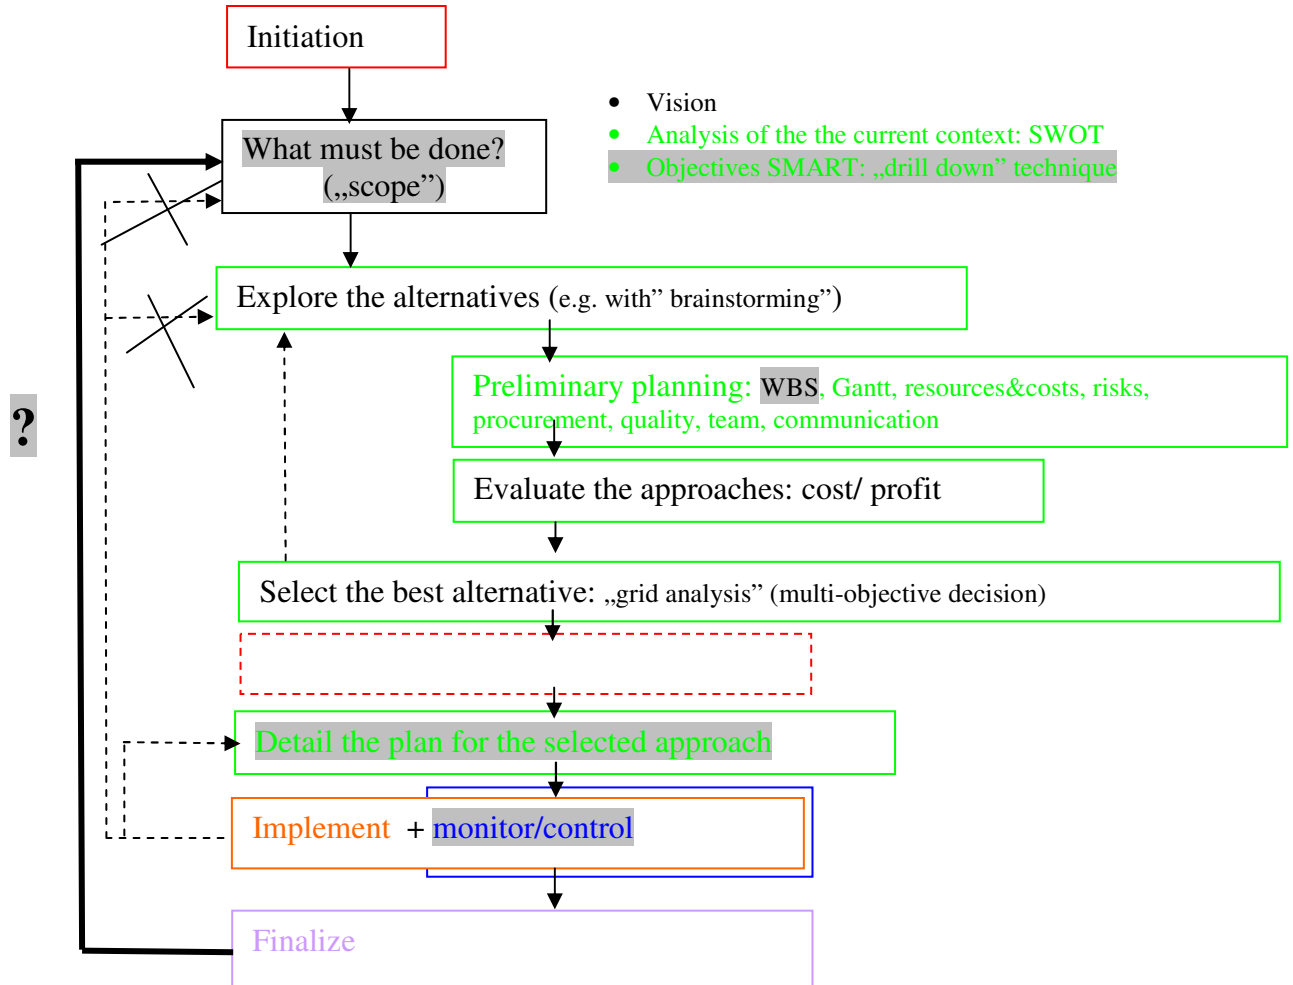 Initiation
• Vision
• Analysis of the the current context: SWOT
• Objectives SMART: „drill down” technique
What must be done?
(„scope”)
Explore the alternatives (e.g. with” brainstorming”)
Preliminary planning: WBS, Gantt, resources&costs, risks,
procurement, quality, team, communication
?
Evaluate the approaches: cost/ profit
Select the best alternative: „grid analysis” (multi-objective decision)
Detail the plan for the selected approach
Implement + monitor/control
Finalize